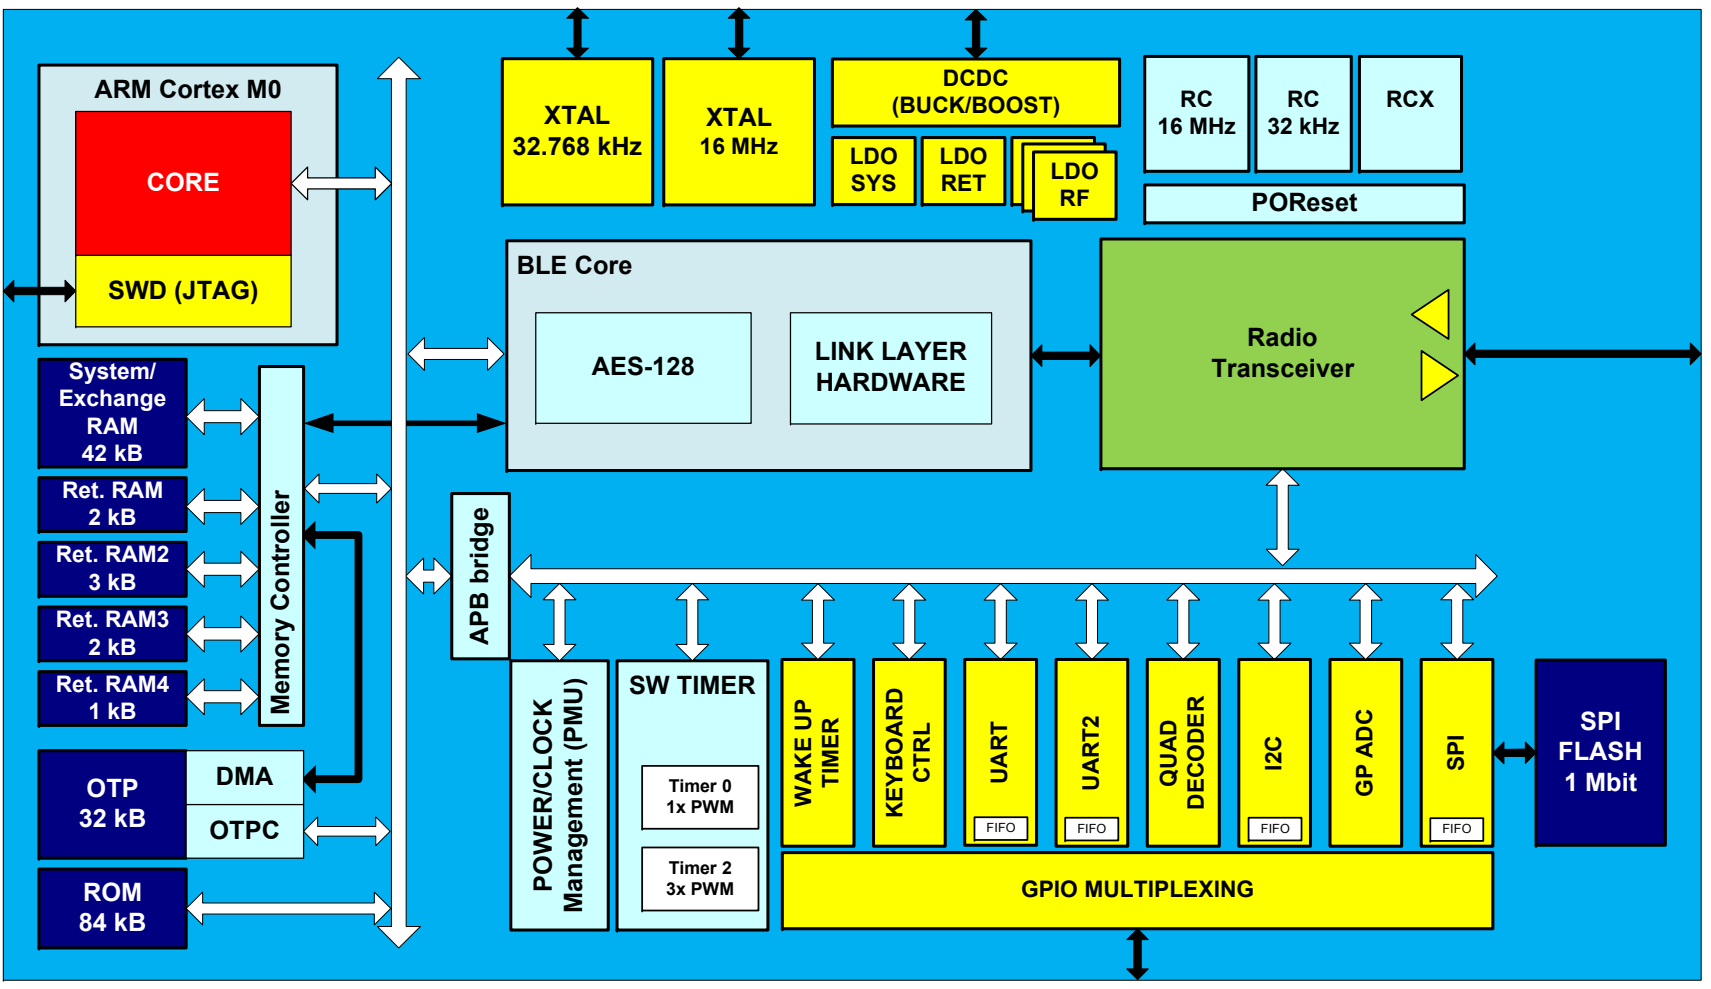 ARM Cortex M0
CORE
SWD (JTAG)
XTAL
32.768 kHz
XTAL
16 MHz
DCDC
(BUCK/BOOST)
LDO
SYS
LDO
RET
LDO
RF
RC
16 MHz
RC
32 kHz
RCX
POReset
BLE Core
AES-128
LINK LAYER
HARDWARE
Radio
Transceiver
System/
Exchange
RAM
42 kB
Ret. RAM
2 kB
Ret. RAM2
3 kB
Ret. RAM3
2 kB
Ret. RAM4
1 kB
Memory Controller
OTP
32 kB
DMA
OTPC
ROM
84 kB
APB bridge
POWER/CLOCK
Management (PMU)
SW TIMER
Timer 0
1x PWM
Timer 2
3x PWM
WAKE UP
TIMER
KEYBOARD
CTRL
UART
FIFO
UART2
FIFO
QUAD
DECODER
I2C
FIFO
GP ADC
SPI
FIFO
SPI
FLASH
1 Mbit
GPIO MULTIPLEXING